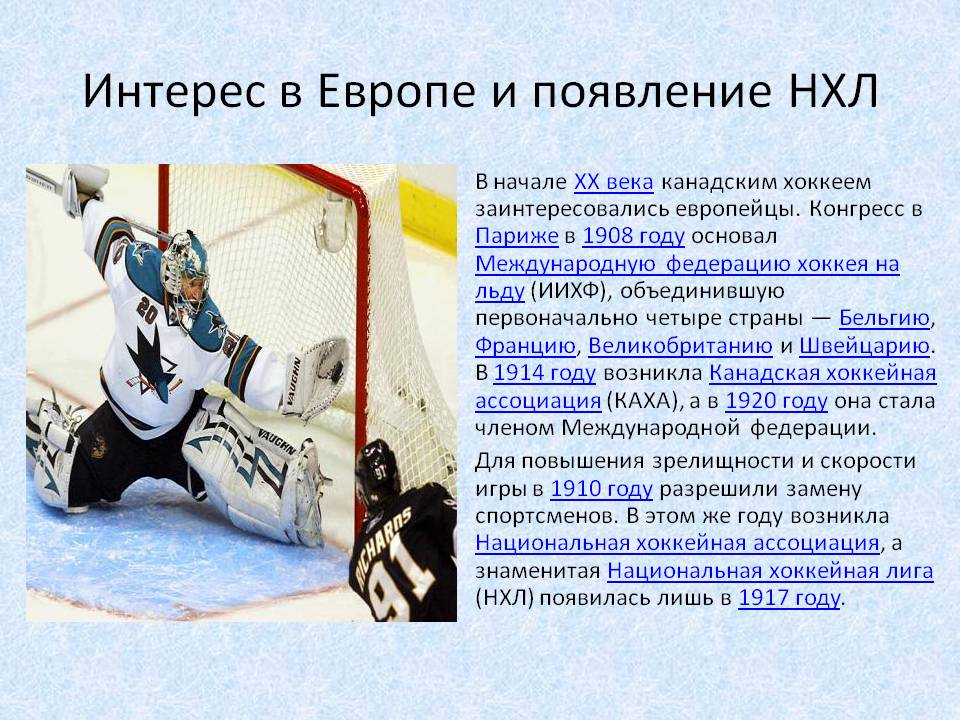 Интерес в Европе и появление НХЛ
В начале XX века канадским хоккеем
заинтересовались европейцы. Конгресс в
Париже в 1908 году основал
Международную федерацию хоккея на
льду (ИИХФ), объединившую
первоначально четыре страны — Бельгию,
Францию, Великобританию и Швейцарию.
В 1914 году возникла Канадская хоккейная
ассоциация (КАХА), а в 1920 году она стала
членом Международной федерации.
Для повышения зрелищности и скорости
игры в 1910 году разрешили замену
спортсменов. В этом же году возникла
Национальная хоккейная ассоциация, а
знаменитая Национальная хоккейная лига
(НХЛ) появилась лишь в 1917 году.
20
20
VAUGHN
VAUGHN
91
RICHARDS
91